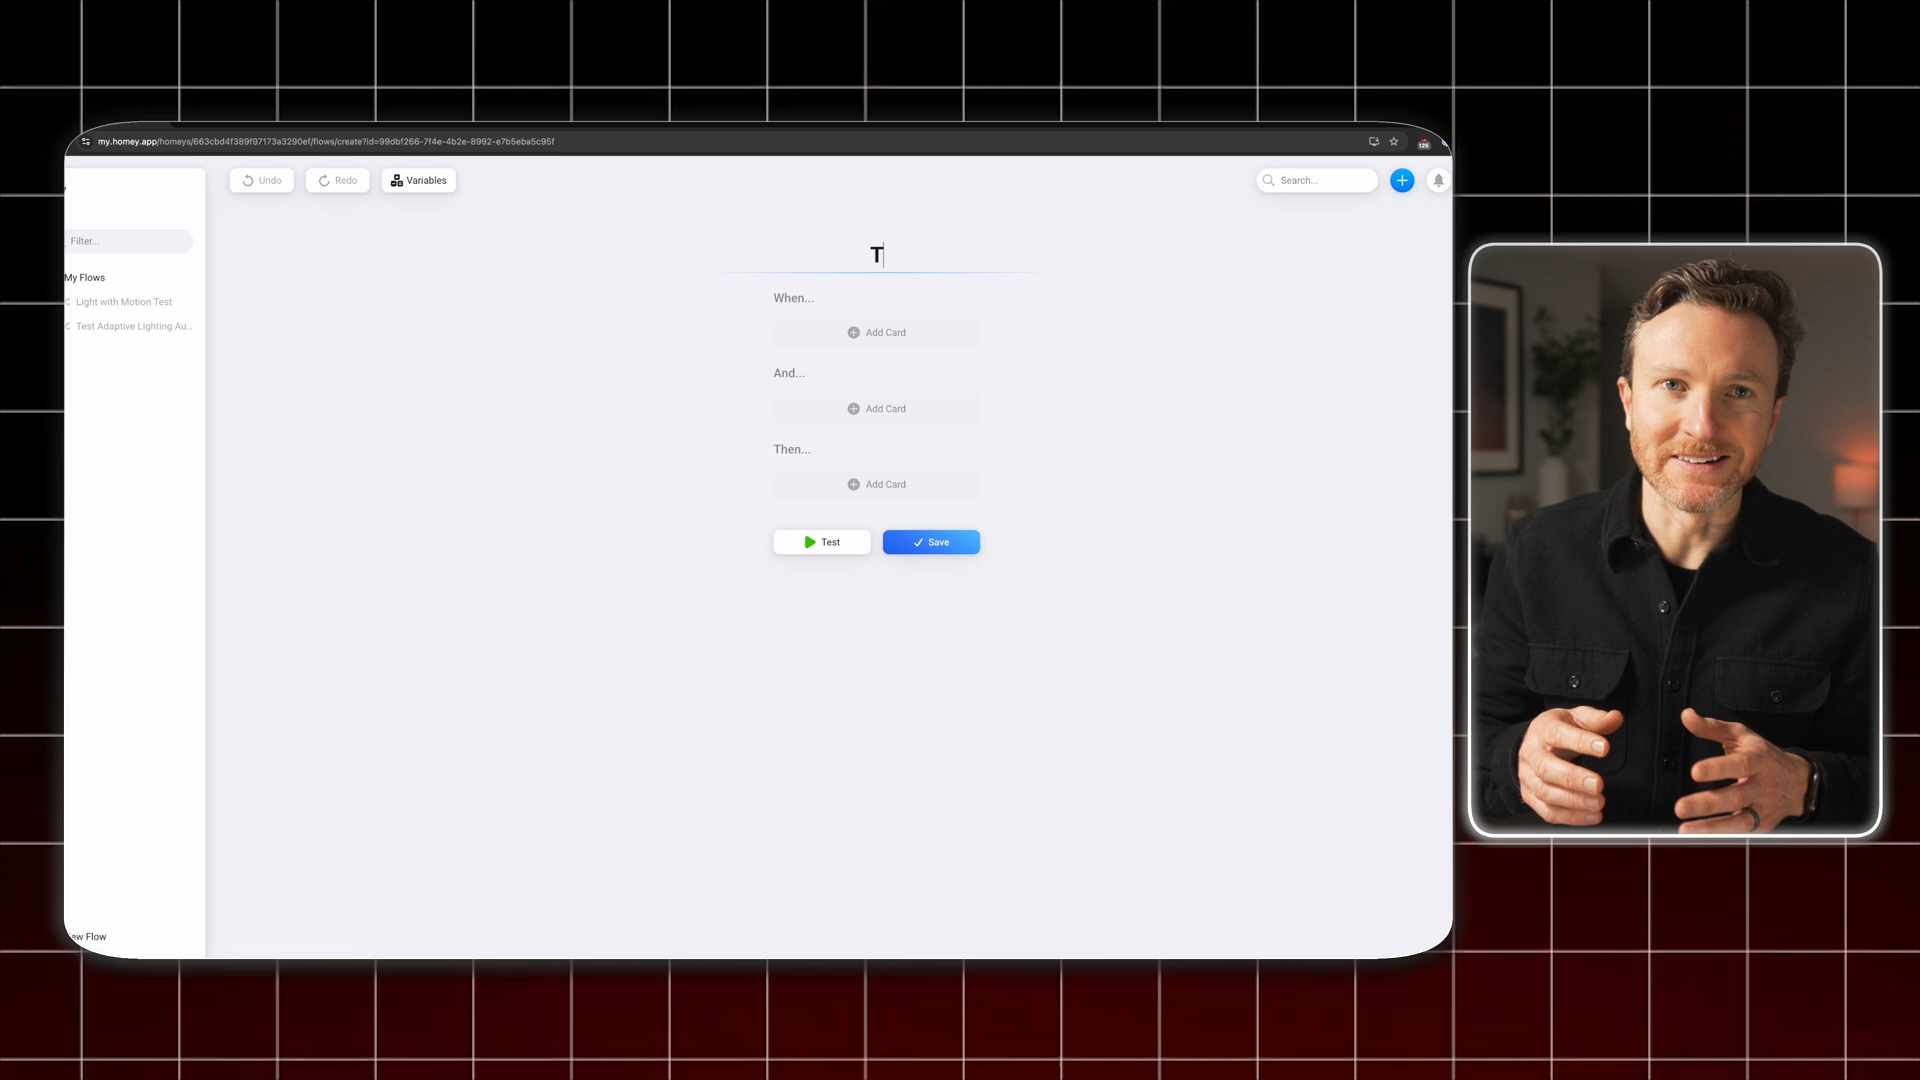 my.homey.app/homeys/663cbd4f389f97173a3290ef/flows/create?id=99dbf266-7f4e-4b2e-8992-e7b5eba5c95f
125
Undo
Redo
Variables
Search...
Filter...
My Flows
Light with Motion Test
Test Adaptive Lighting Au...
ew Flow
T
When...
Add Card
And...
Add Card
Then...
Add Card
Test
Save